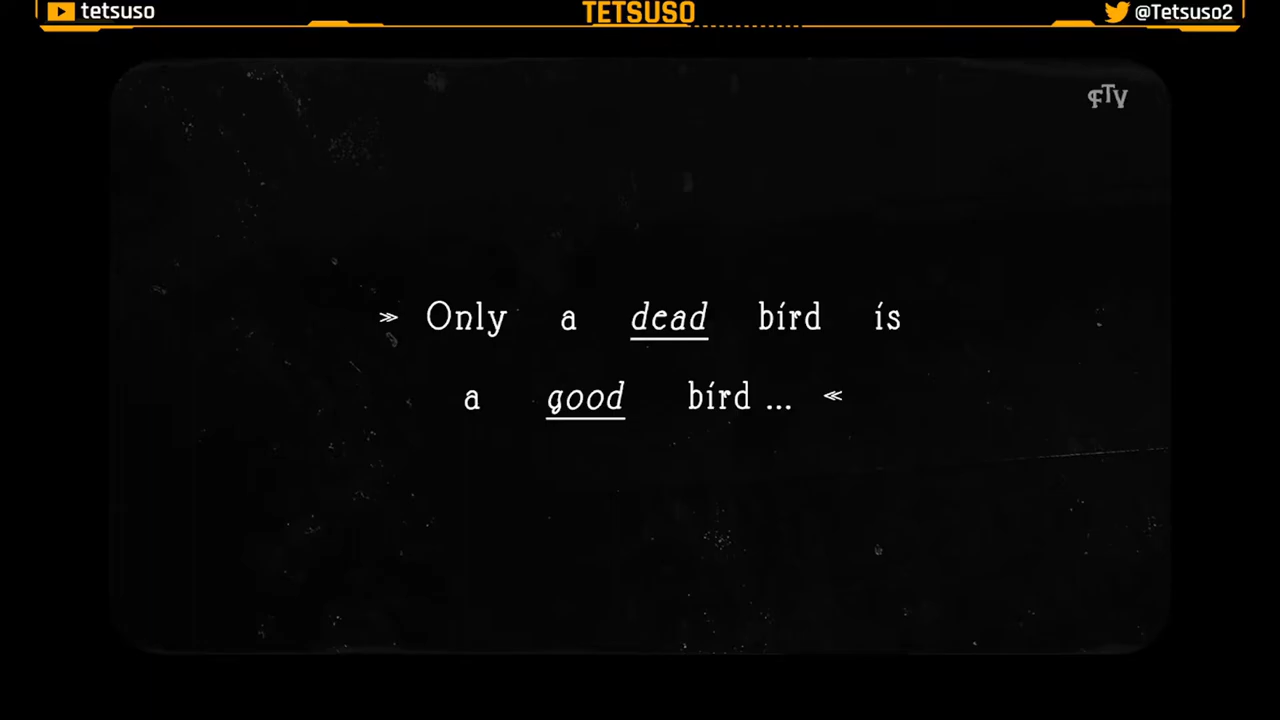 tetsuso
TETSUSO
@Tetsuso2
FTV
≫ Only a dead bírd ís
a good bírd ... ≪